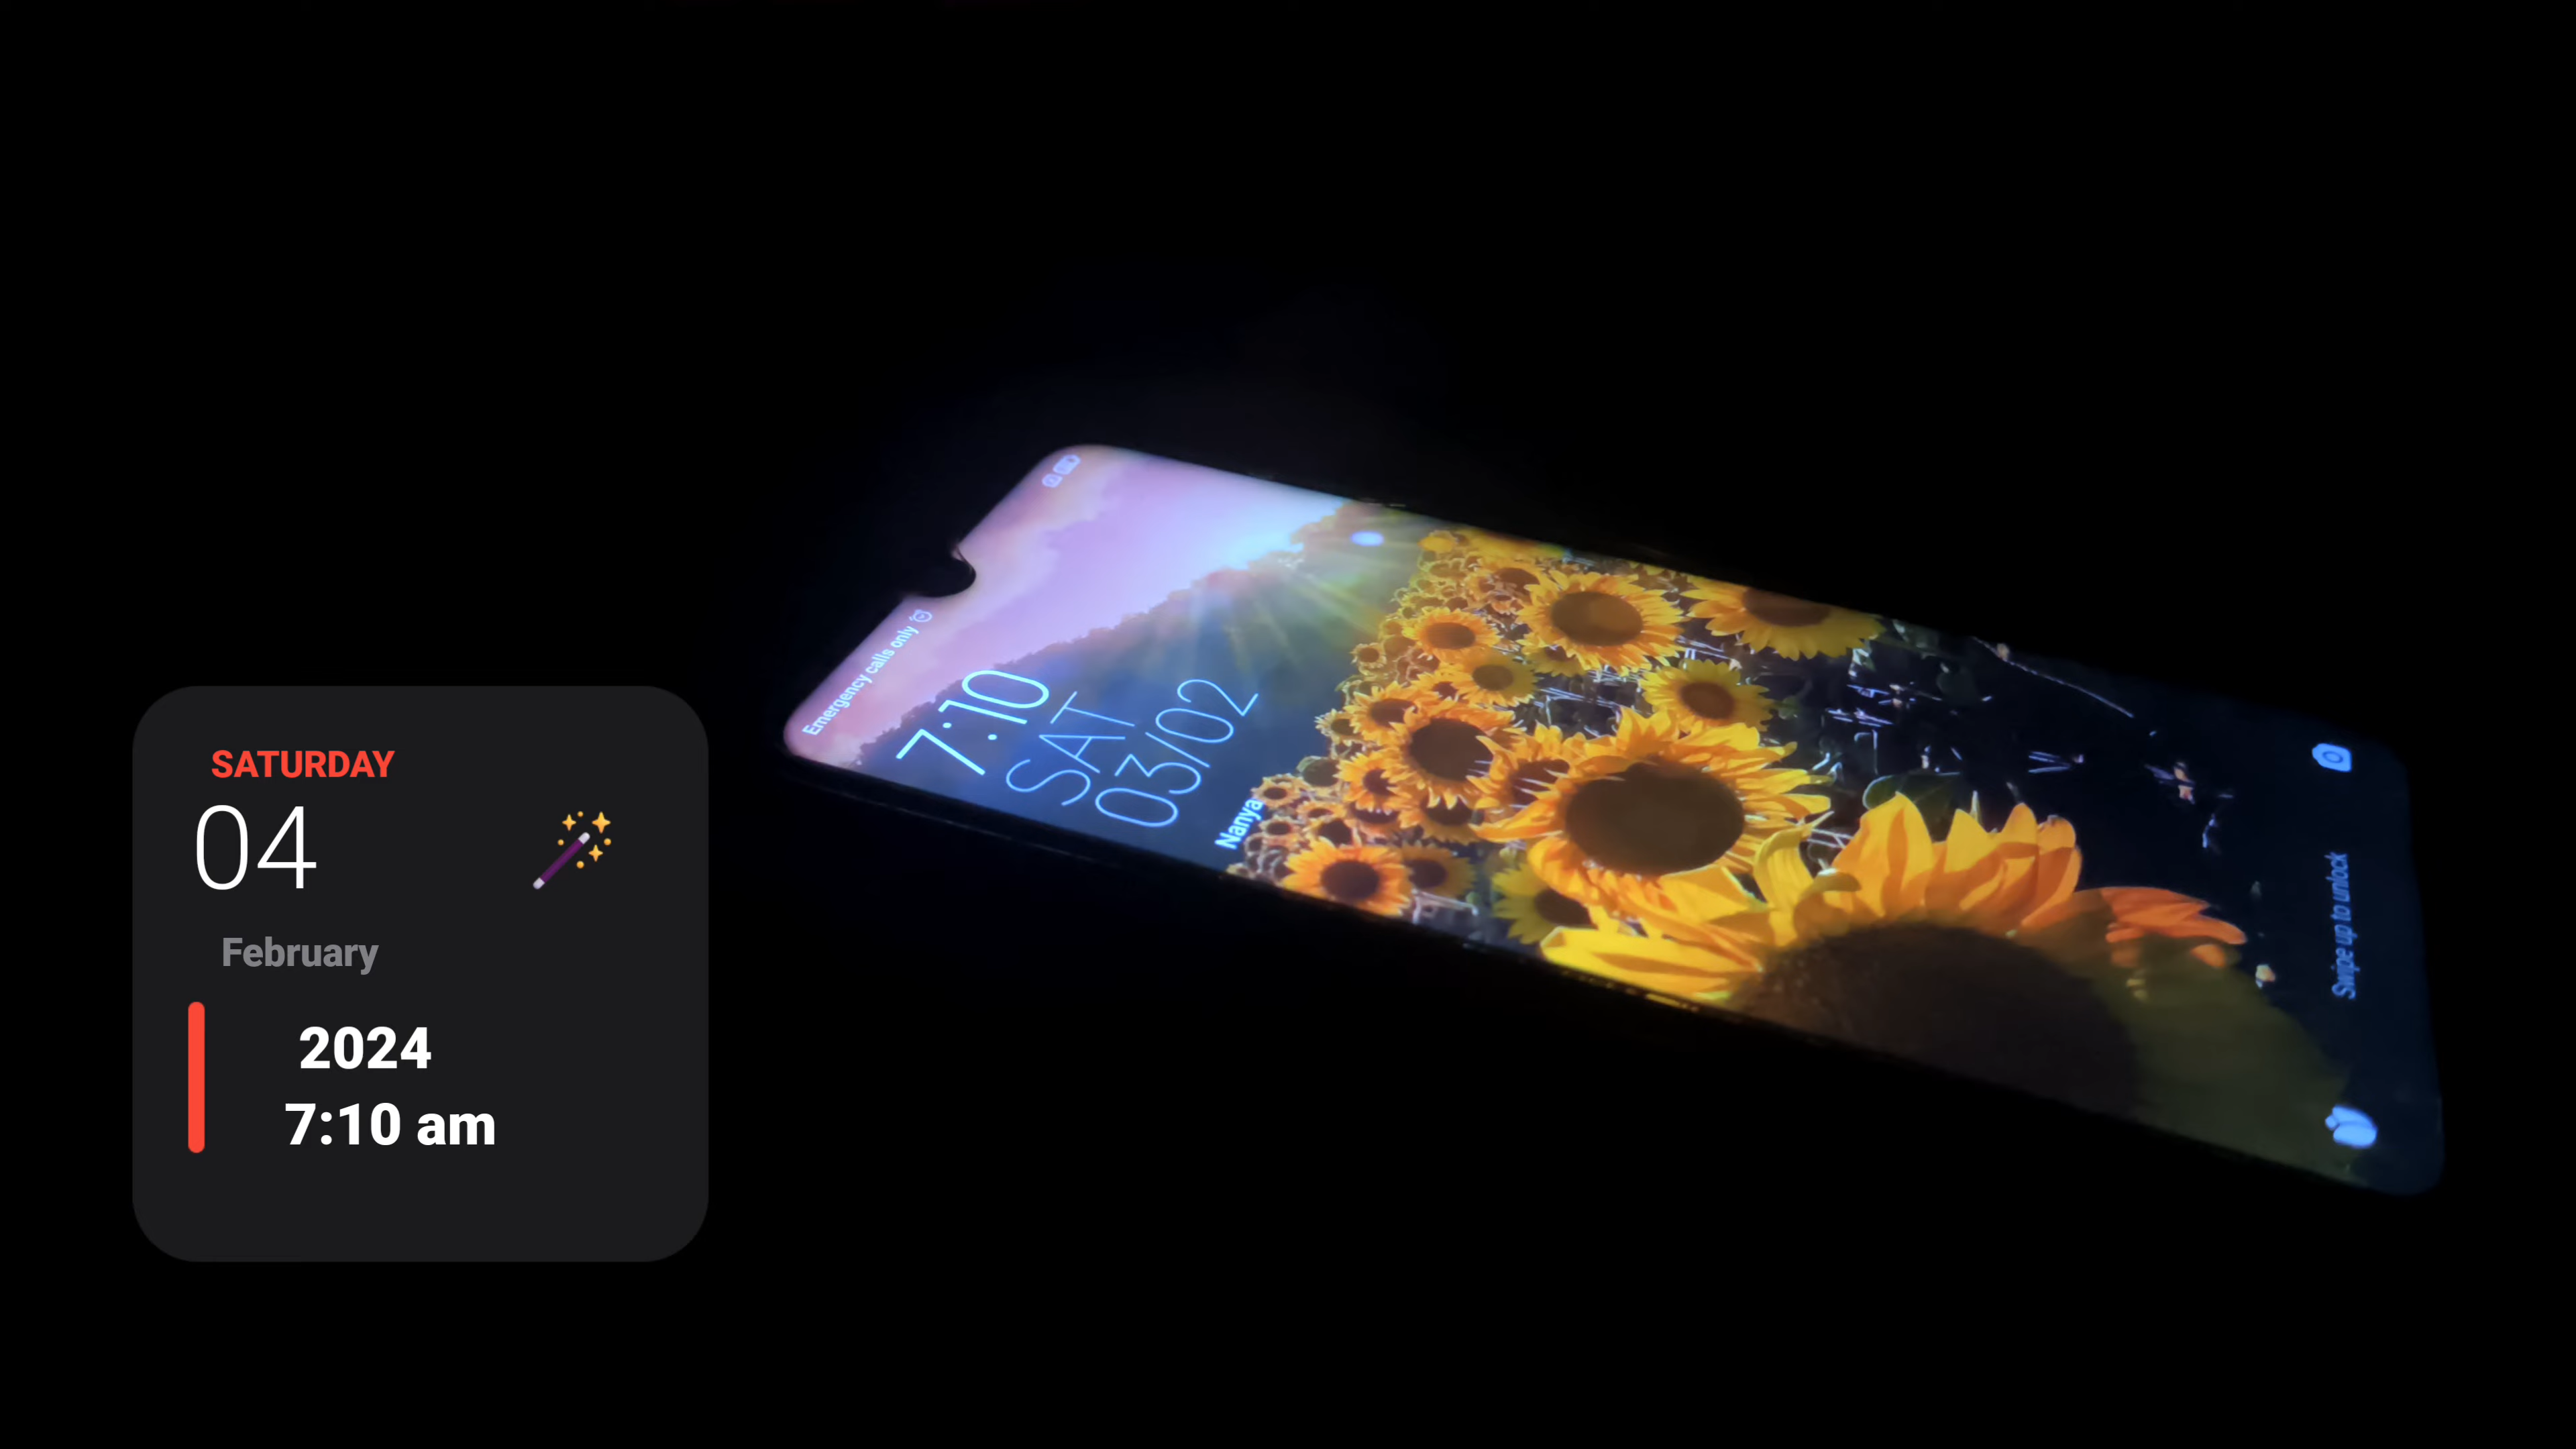 SATURDAY
04
February
2024
7:10 am
Emergency calls only
7:10
SAT
03/02
Nanya
Swipe up to unlock